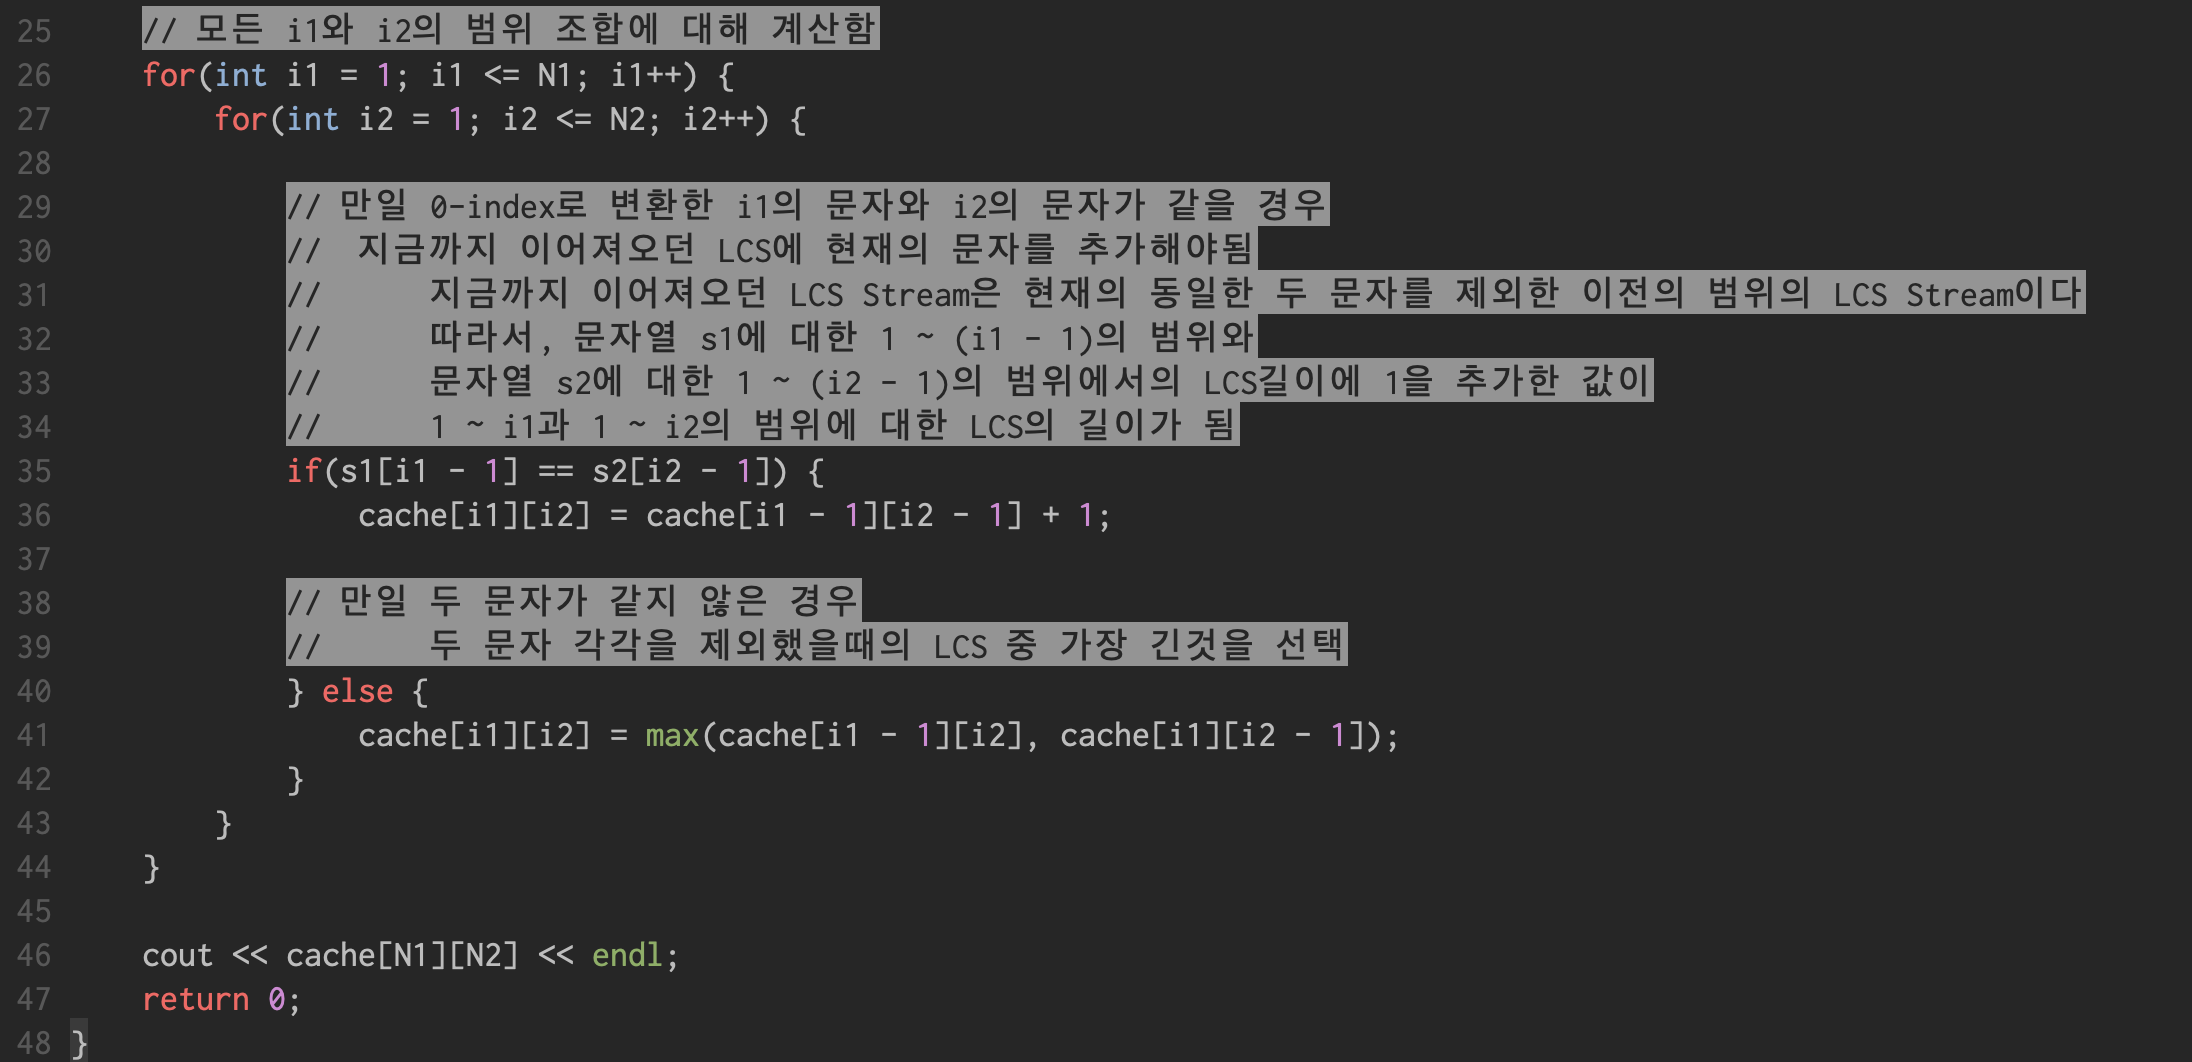 25     // 모든 i1와 i2의 범위 조합에 대해 계산함
26     for(int i1 = 1; i1 <= N1; i1++) {
27         for(int i2 = 1; i2 <= N2; i2++) {
28
29             // 만일 0-index로 변환한 i1의 문자와 i2의 문자가 같을 경우
30             //  지금까지 이어져오던 LCS에 현재의 문자를 추가해야됨
31             //      지금까지 이어져오던 LCS Stream은 현재의 동일한 두 문자를 제외한 이전의 범위의 LCS Stream이다
32             //      따라서, 문자열 s1에 대한 1 ~ (i1 - 1)의 범위와
33             //      문자열 s2에 대한 1 ~ (i2 - 1)의 범위에서의 LCS길이에 1을 추가한 값이
34             //      1 ~ i1과 1 ~ i2의 범위에 대한 LCS의 길이가 됨
35             if(s1[i1 - 1] == s2[i2 - 1]) {
36                 cache[i1][i2] = cache[i1 - 1][i2 - 1] + 1;
37
38             // 만일 두 문자가 같지 않은 경우
39             //      두 문자 각각을 제외했을때의 LCS 중 가장 긴것을 선택
40             } else {
41                 cache[i1][i2] = max(cache[i1 - 1][i2], cache[i1][i2 - 1]);
42             }
43         }
44     }
45
46     cout << cache[N1][N2] << endl;
47     return 0;
48 }